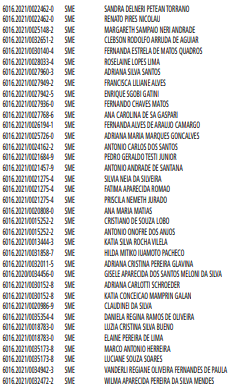 6016.2021/0022462-0 SME SANDRA DELNERI PETEAN TORRANO
6016.2021/0022462-0 SME RENATO PIRES NICOLAU
6016.2021/0025148-2 SME MARGARETH SAMPAIO NERI ANDRADE
6016.2021/0032651-2 SME CLEBSON RODOLFO ARRUDA DE AGUIAR
6016.2021/0030140-4 SME FERNANDA ESTRELA DE MATOS QUADROS
6016.2021/0028033-4 SME ROSELAINE LOPES LIMA
6016.2021/0027960-3 SME ADRIANA SILVA SANTOS
6016.2021/0027949-2 SME FRANCISCA LILIANE ALVES
6016.2021/0027942-5 SME ENRIQUE SGOBI GATINI
6016.2021/0027936-0 SME FERNANDO CHAVES MATOS
6016.2021/0027768-6 SME ANA CAROLINA DE SA GASPARI
6016.2021/0026194-1 SME FERNANDA ALVES DE ARAUJO CAMARGO
6016.2021/0025726-0 SME ADRIANA MARIA MARQUES GONCALVES
6016.2021/0024162-2 SME ANTONIO CARLOS DOS SANTOS
6016.2021/0021684-9 SME PEDRO GERALDO TESTI JUNIOR
6016.2021/0021457-9 SME ANTONIO ANDRADE DE SANTANA
6016.2021/0021275-4 SME SILVIA NEIA DA SILVEIRA
6016.2021/0021275-4 SME FATIMA APARECIDA ROMAO
6016.2021/0021275-4 SME PRISCILA NEMETH JURADO
6016.2021/0020808-0 SME ANA MARIA MATIAS
6016.2021/0015252-2 SME CRISTIANO DE SOUZA LOBO
6016.2021/0015252-2 SME ANTONIO ONOFRE DOS ANJOS
6016.2021/0013444-3 SME KATIA SILVA ROCHA VILELA
6016.2021/0031858-7 SME HILDA MITIKO IUAMOTO PACHECO
6016.2021/0032011-5 SME ADRIANA CRISTINA PEREIRA GLAVINA
6016.2020/0034456-0 SME GISELE APARECIDA DOS SANTOS MELONI DA SILVA
6016.2021/0030152-8 SME ADRIANA CARLOTTI SCHROEDER
6016.2021/0030152-8 SME KATIA CONCEICAO MAMPRIN GALAN
6016.2021/0020986-9 SME CLAUDINEI DA SILVA
6016.2021/0035354-4 SME DANIELA REGINA RAMOS DE OLIVEIRA
6016.2021/0018783-0 SME LUZIA CRISTINA SILVA BUENO
6016.2021/0018783-0 SME ELAINE PEREIRA DE LIMA
6016.2021/0035173-8 SME MARCO ANTONIO HERREIRA
6016.2021/0035173-8 SME LUCIANE SOUZA SOARES
6016.2021/0034942-3 SME VANDERLI REGIANE OLIVEIRA FERNANDES DE PAULA
6016.2021/0032472-2 SME WILMA APARECIDA PEREIRA DA SILVA MENDES